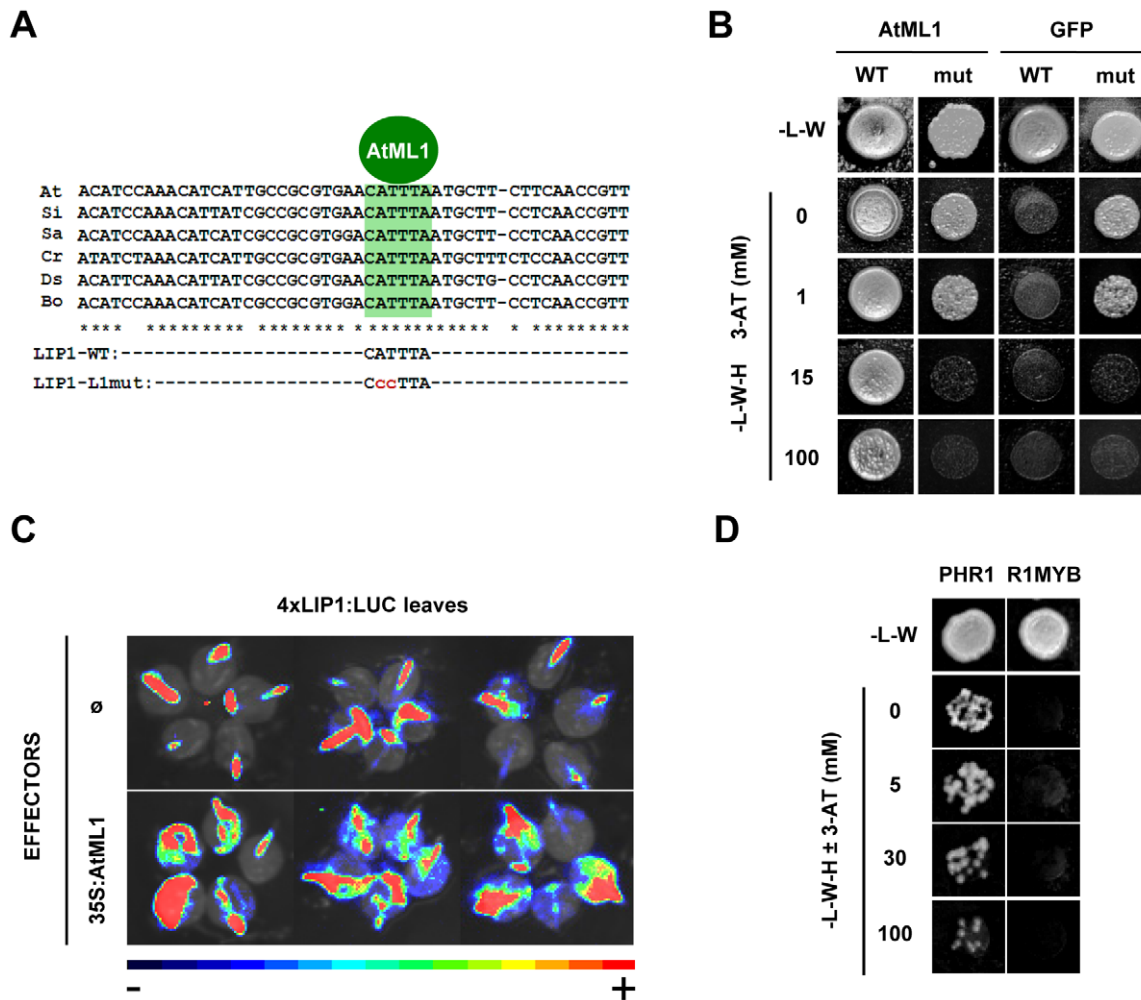 A
AtML1
At ACATCCAAACATCATTGCCGCGTGAACATTTAATGCTT-CTTCAACCGTT
Si ACATCCAAACATTATCGCCGCGTGAACATTTAATGCTT-CCTCAACCGTT
Sa ACATCCAAACATCATCGCCGCGTGGACATTTAATGCTT-CCTCAACCGTT
Cr ATATCTAAACATCATCGCCGCGTGAACATTTAATGCTTTCTCCAACCGTT
Ds ACATTCAAACATTATCGCCGCGTGAACATTTAATGCTG-CCTCAACCGTT
Bo ACATCCAAACATCATCGCCGCGTGGACATTTAATGCTT-CCTCAACCGTT
**** ********* ******** ************ * *********
LIP1-WT:----------------------CATTTA------------------
LIP1-L1mut:-------------------CccTTA------------------
B
AtML1 GFP
WT mut WT mut
-L-W
-L-W-H 3-AT (mM)
0
1
15
100
C
4xLIP1:LUC leaves
EFFECTORS
ø
35S:AtML1
- +
D
PHR1 R1MYB
-L-W
-L-W-H ± 3-AT (mM)
0
5
30
100